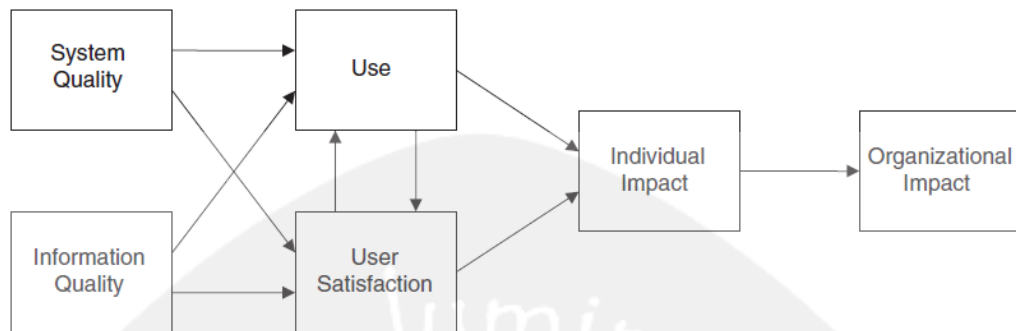 System
Quality
Use
Individual
Impact
Organizational
Impact
Information
Quality
User
Satisfaction